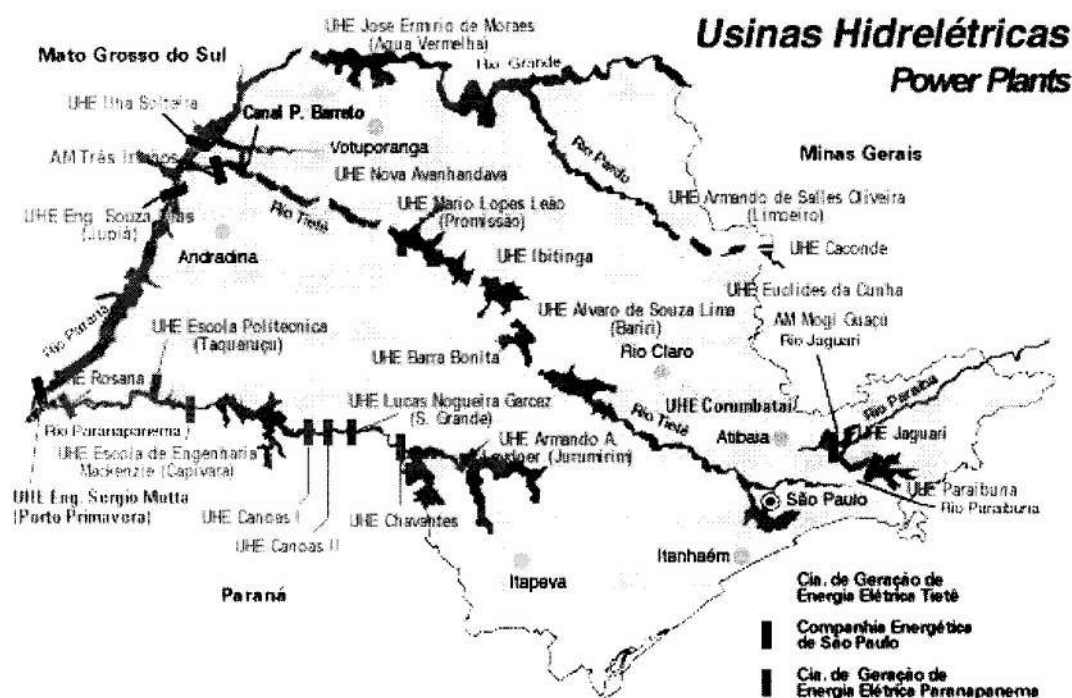 Usinas Hidrelétricas
Power Plants
UHE Jose Ermirio de Moraes
(Agua Vermelha)
Rio Grande
Mato Grosso do Sul
UHE Ilha Solteira
Canal P. Barreto
Votuporanga
AM Três Irmãos
UHE Nova Avanhandava
Rio Pardo
Minas Gerais
UHE Eng. Souza Dias
(Jupiá)
Rio Tietê
UHE Mario Lopes Leão
(Promissão)
UHE Armando de Salles Oliveira
(Limoeiro)
Andradina
UHE Ibitinga
UHE Caconde
UHE Euclides da Cunha
Rio Paraná
UHE Escola Politecnica
(Taquaruçu)
UHE Alvaro de Souza Lima
(Bariri)
AM Mogi Guaçú
Rio Jaguari
UHE Barra Bonita
Rio Claro
UHE Rosana
Rio Paraíba
UHE Lucas Nogueira Garcez
(S. Grande)
UHE Corumbataí
Rio Tietê
Rio Paranapanema
Atibaia
UHE Jaguari
UHE Escola de Engenharia
Mackenzie (Capivara)
UHE Armando A.
(Jurumirim)
UHE Eng. Sergio Motta
(Porto Primavera)
UHE Paraibuna
Rio Paraibuna
São Paulo
UHE Canoas I
UHE Chavantes
UHE Canoas II
Itanhaém
Itapeva
Paraná
Cia. de Geração de
Energia Elétrica Tietê
Companhia Energética
de São Paulo
Cia. de Geração de
Energia Elétrica Paranapanema